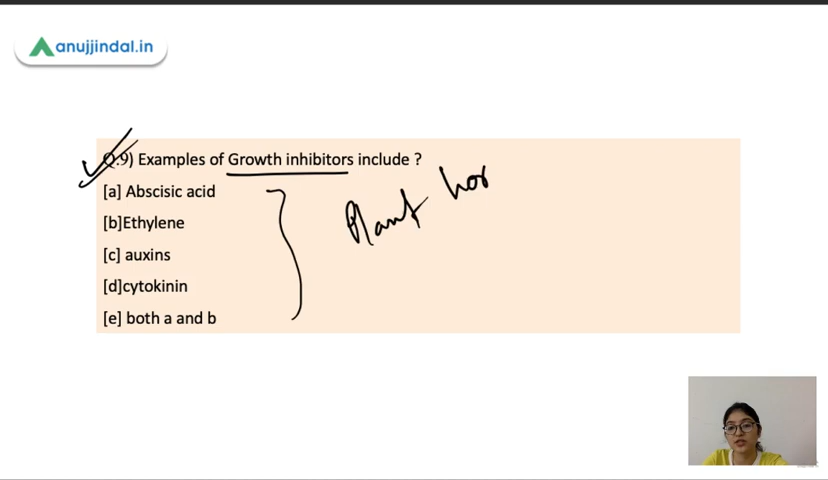 anujjindal.in
Q.9) Examples of Growth inhibitors include ?
[a] Abscisic acid
[b]Ethylene
[c] auxins
[d]cytokinin
[e] both a and b
Plant hor